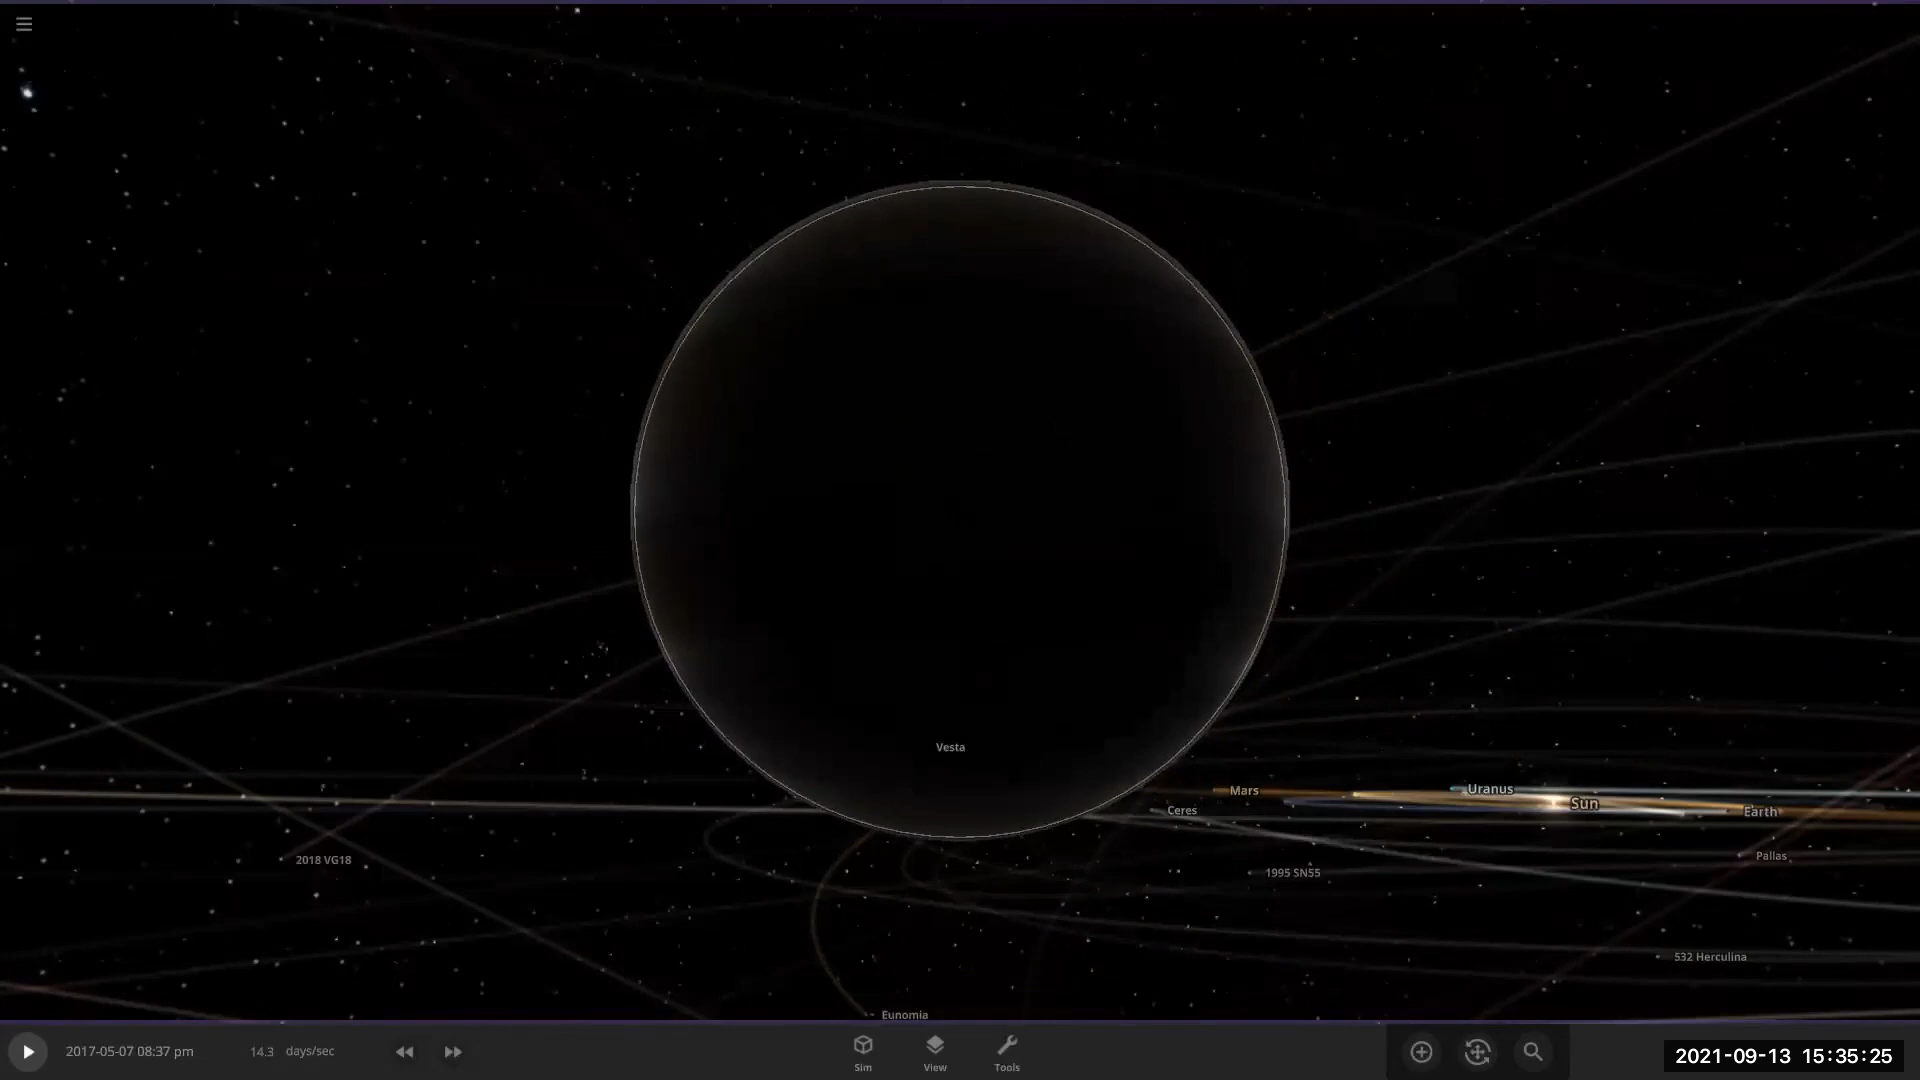 Vesta
Mars
Uranus
Sun
Ceres
Earth
2018 VG18
Pallas
1995 SN55
532 Herculina
Eunomia
2017-05-07 08:37 pm
14.3 days/sec
Sim
View
Tools
2021-09-13 15:35:25